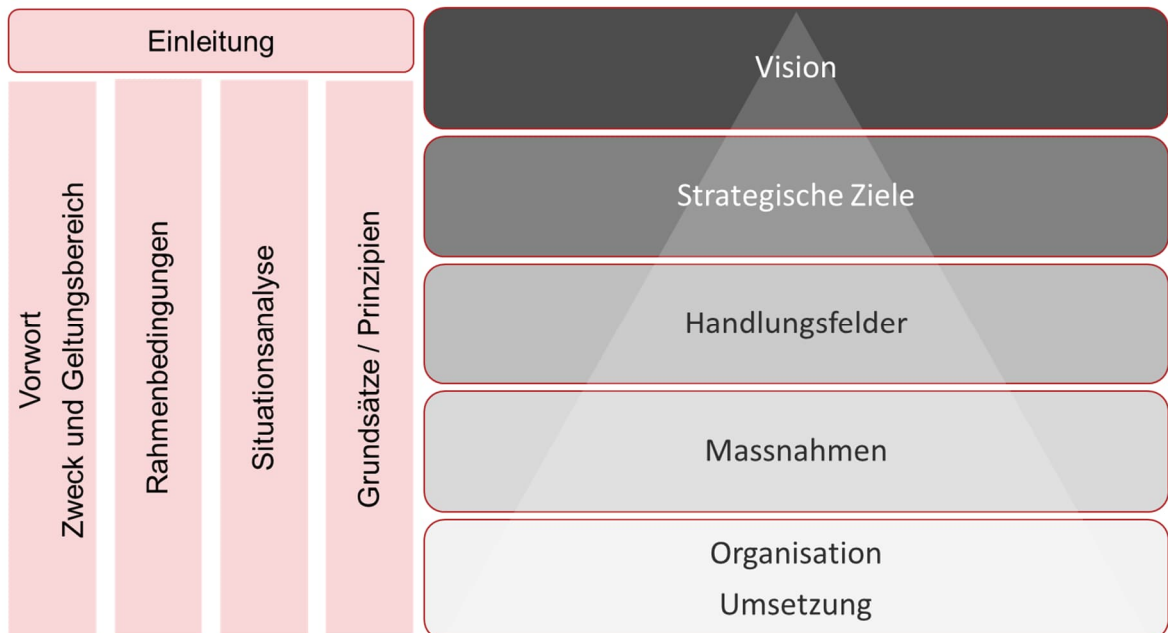 Einleitung
Vorwort
Zweck und Geltungsbereich
Rahmenbedingungen
Situationsanalyse
Grundsätze / Prinzipien
Vision
Strategische Ziele
Handlungsfelder
Massnahmen
Organisation
Umsetzung